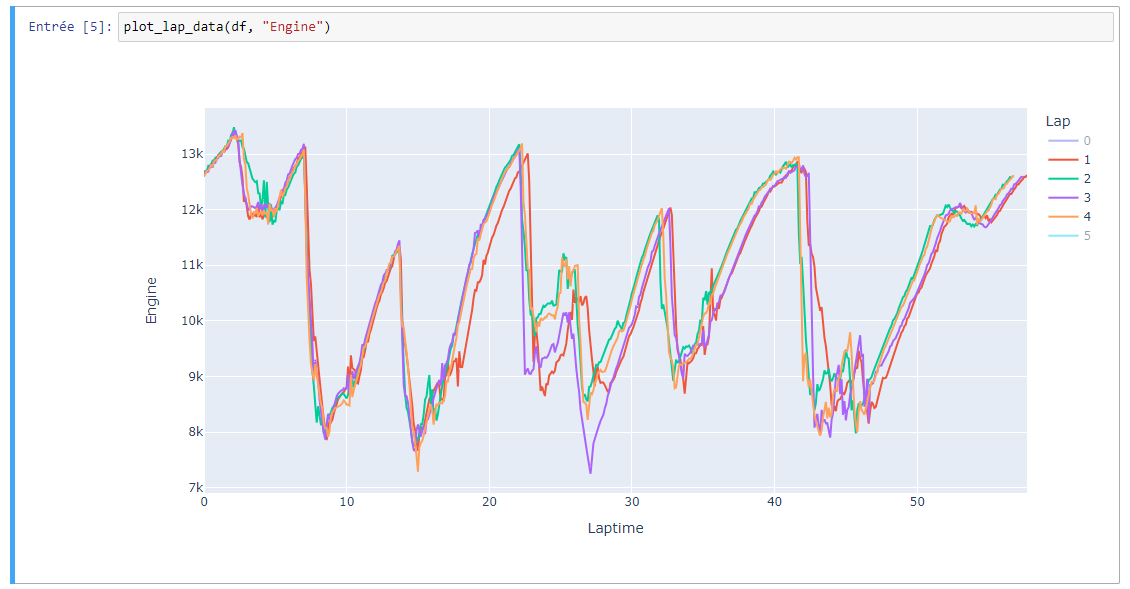 Entrée [5]: plot_lap_data(df, "Engine")
Lap
0
1
2
3
4
5
13k
12k
11k
10k
9k
8k
7k
Engine
0 10 20 30 40 50
Laptime